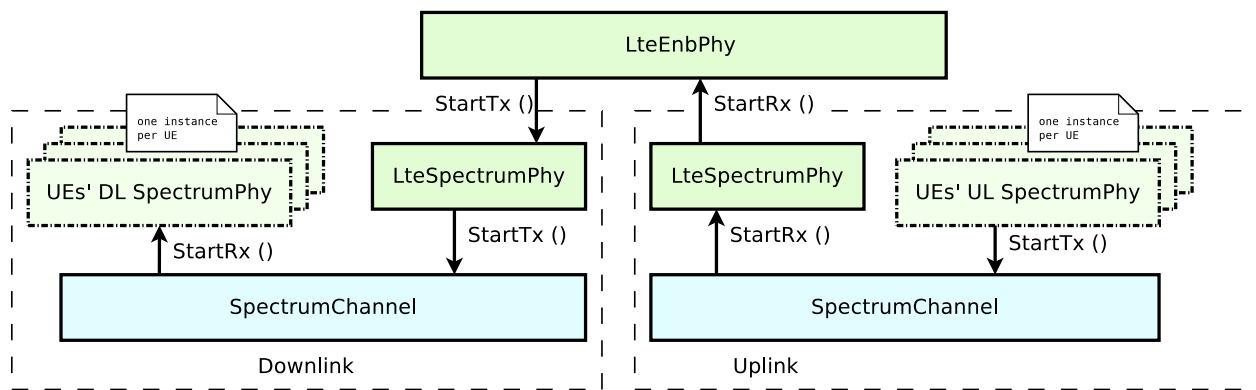 LteEnbPhy
StartTx ()
StartRx ()
one instance
per UE
one instance
per UE
UEs' DL SpectrumPhy
LteSpectrumPhy
LteSpectrumPhy
UEs' UL SpectrumPhy
StartRx ()
StartTx ()
StartRx ()
StartTx ()
SpectrumChannel
SpectrumChannel
Downlink
Uplink